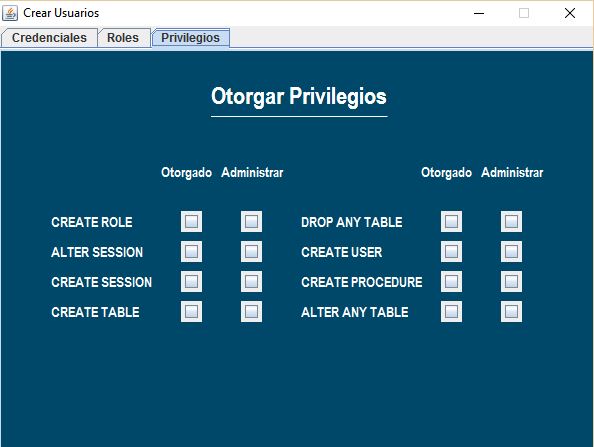 Crear Usuarios
Credenciales Roles Privilegios
Otorgar Privilegios
Otorgado Administrar Otorgado Administrar
CREATE ROLE DROP ANY TABLE
ALTER SESSION CREATE USER
CREATE SESSION CREATE PROCEDURE
CREATE TABLE ALTER ANY TABLE